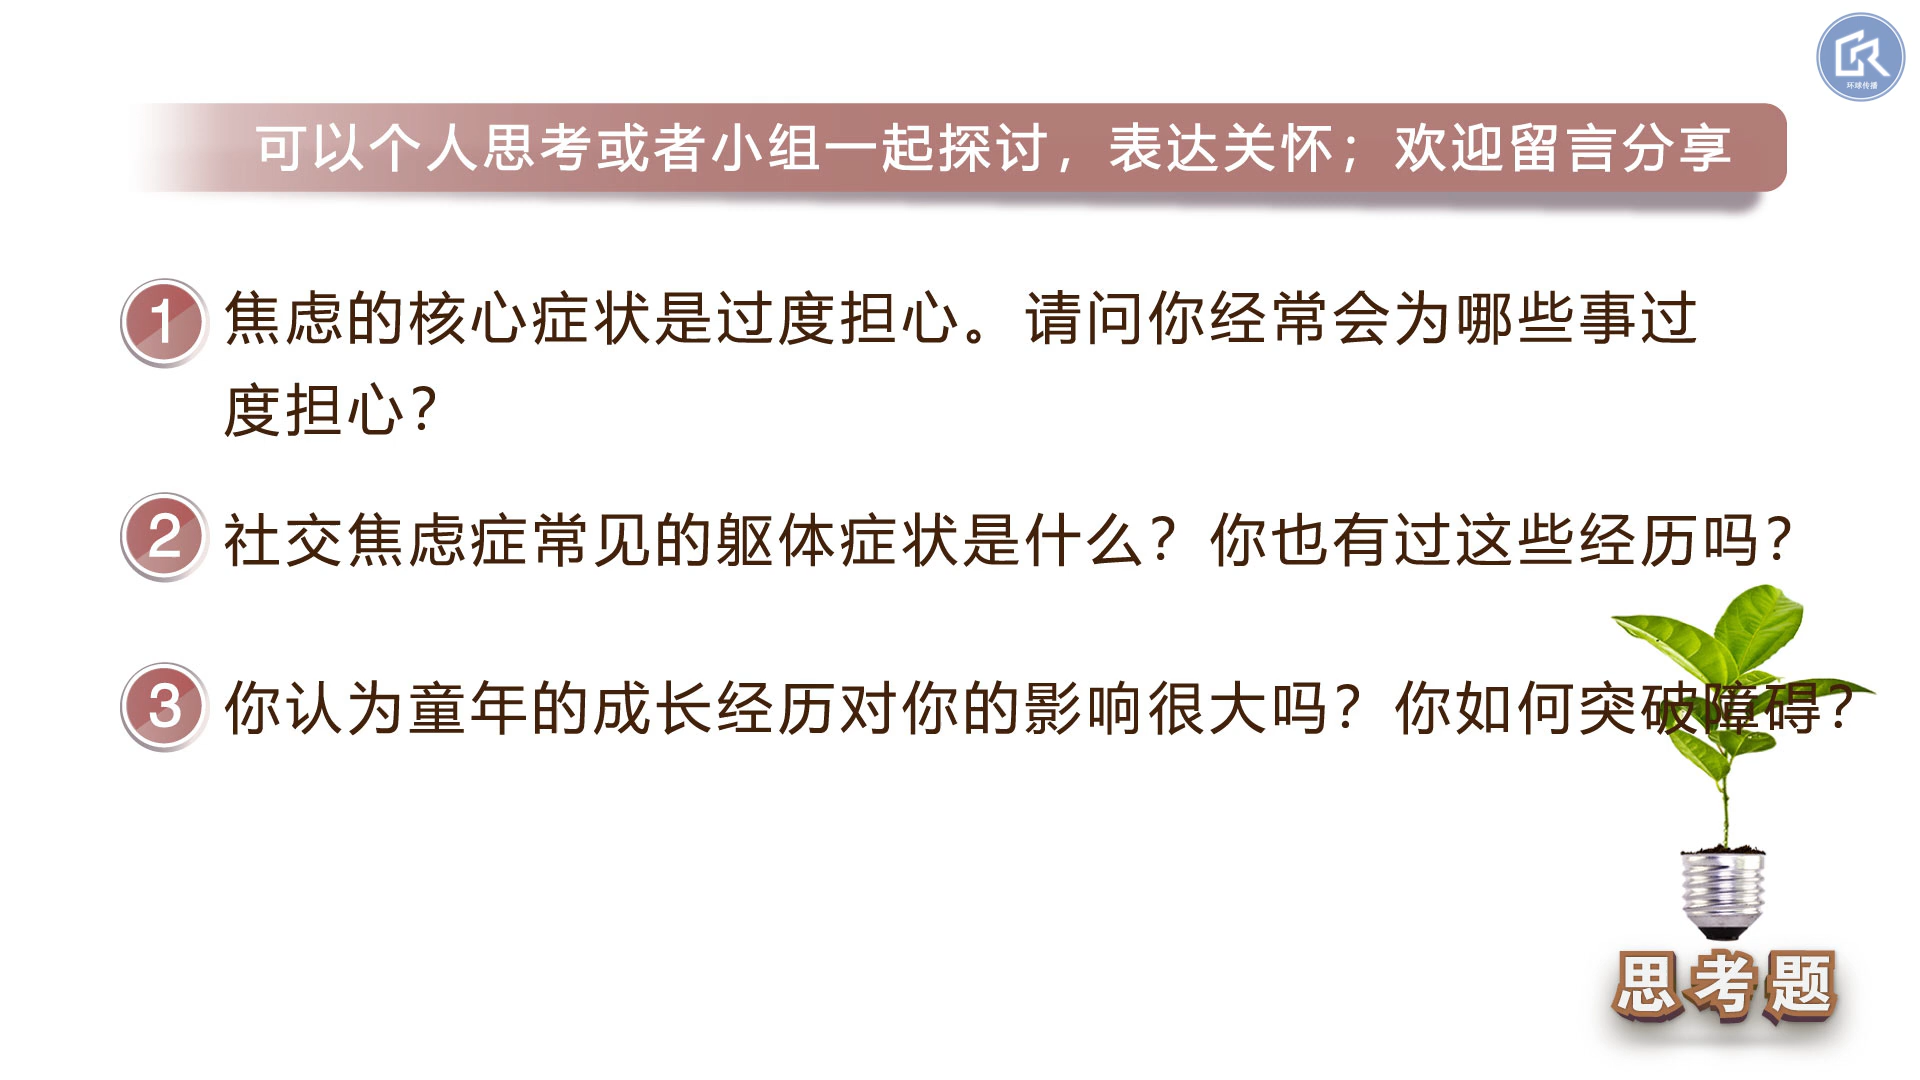 环球传播
可以个人思考或者小组一起探讨，表达关怀；欢迎留言分享
1 焦虑的核心症状是过度担心。请问你经常会为哪些事过
度担心？
2 社交焦虑症常见的躯体症状是什么？你也有过这些经历吗？
3 你认为童年的成长经历对你的影响很大吗？你如何突破障碍？
思考题